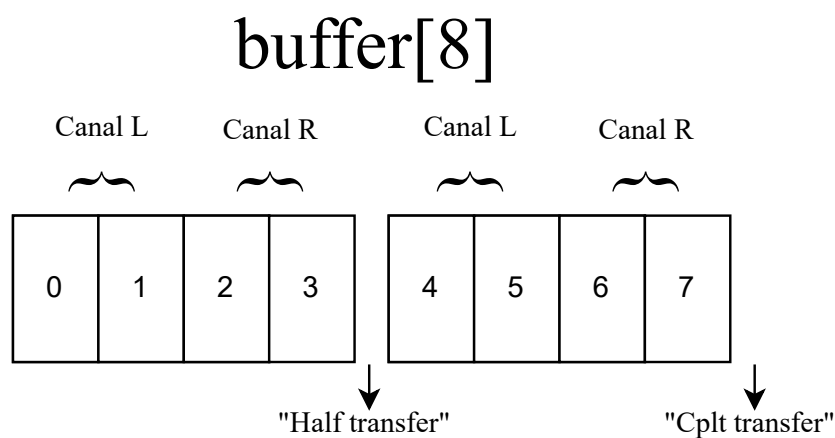 buffer[8]
Canal L Canal R Canal L Canal R
0 1 2 3 4 5 6 7
"Half transfer" "Cplt transfer"